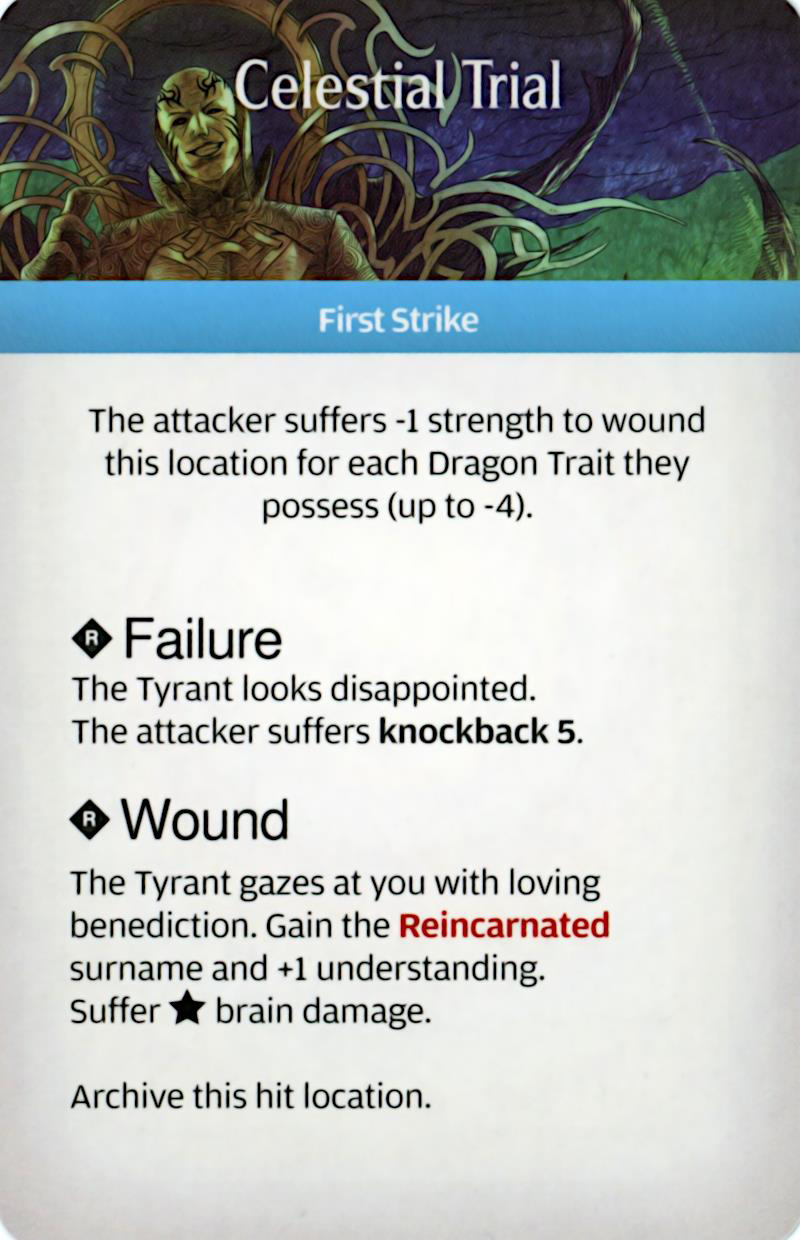 Celestial Trial
First Strike
The attacker suffers -1 strength to wound
this location for each Dragon Trait they
possess (up to -4).
R Failure
The Tyrant looks disappointed.
The attacker suffers knockback 5.
R Wound
The Tyrant gazes at you with loving
benediction. Gain the Reincarnated
surname and +1 understanding.
Suffer ★ brain damage.
Archive this hit location.